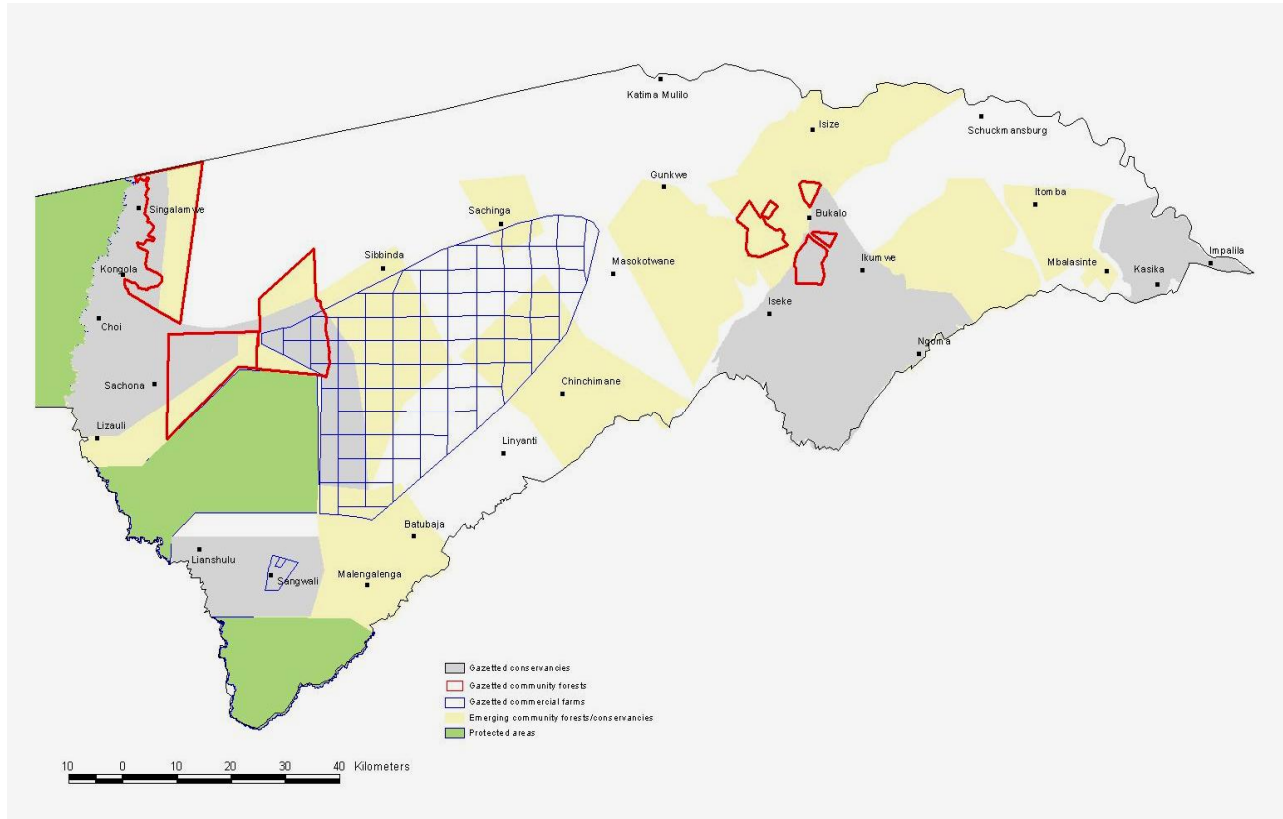 Katima Mulilo
Isize
Schuckmansburg
Gunkwe
Singalamwe
Itomba
Sachinga
Bukalo
Sibbinda
Masokotwane
Ikumwe
Impalila
Mbalasinte
Kongola
Kasika
Iseke
Choi
Ngoma
Sachona
Chinchimane
Lizauli
Linyanti
Batubaja
Lianshulu
Sangwali
Malengalenga
Gazetted conservancies
Gazetted community forests
Gazetted commercial farms
Emerging community forests/conservancies
Protected areas
10 0 10 20 30 40 Kilometers